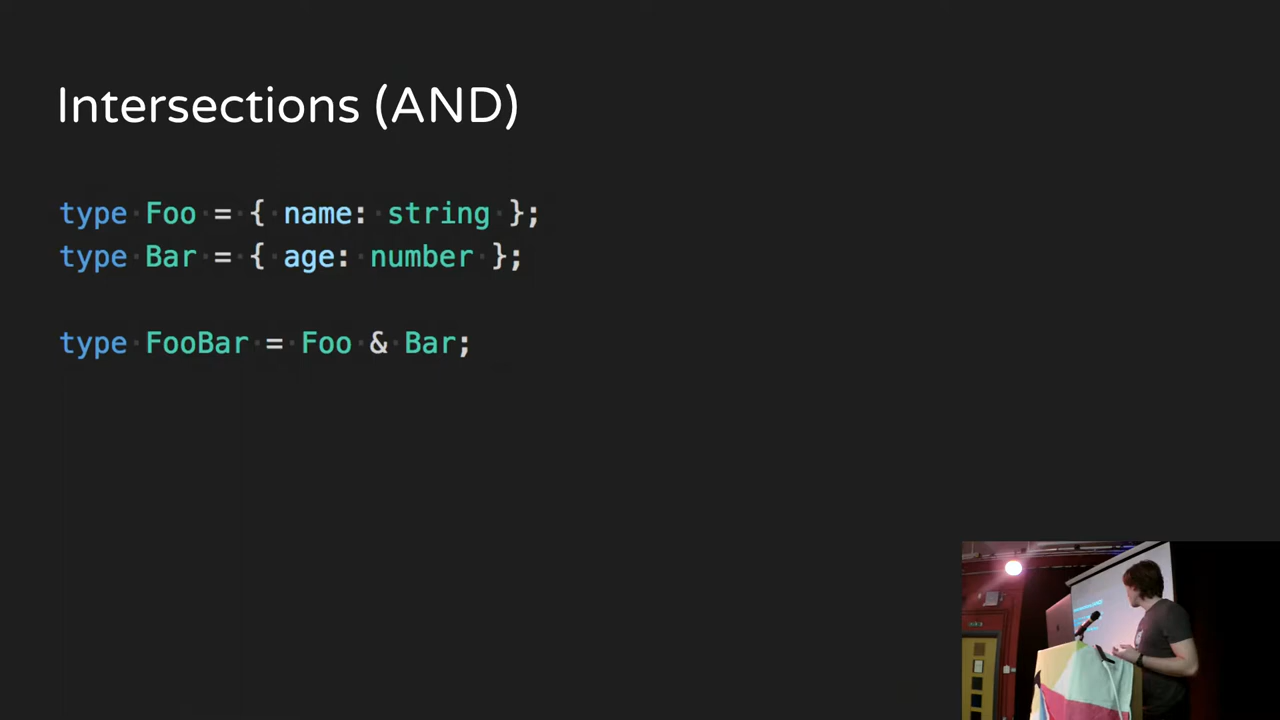 Intersections (AND)
type Foo = { name: string };
type Bar = { age: number };
type FooBar = Foo & Bar;